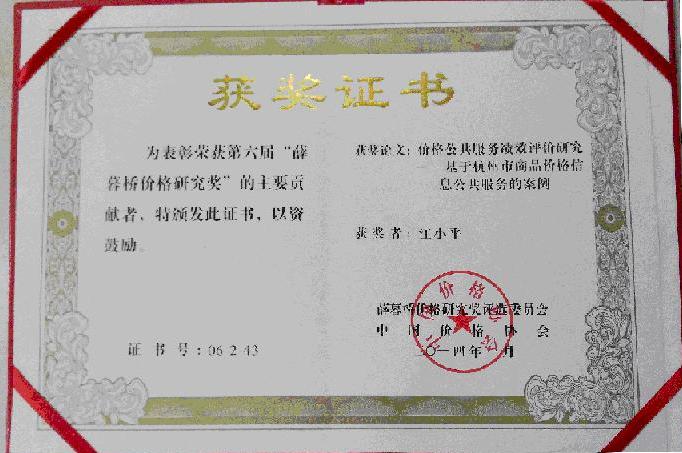 获奖证书
为表彰荣获第六届“薛
暮桥价格研究奖”的主要贡
献者，特颁发此证书，以资
鼓励。
证书号：06-2-43
获奖论文：价格公共服务绩效评价研究
基于杭州市商品价格信
息公共服务的案例
获奖者：江小平
薛暮桥价格研究奖评选委员会
中国价格协会
二〇一四年 月